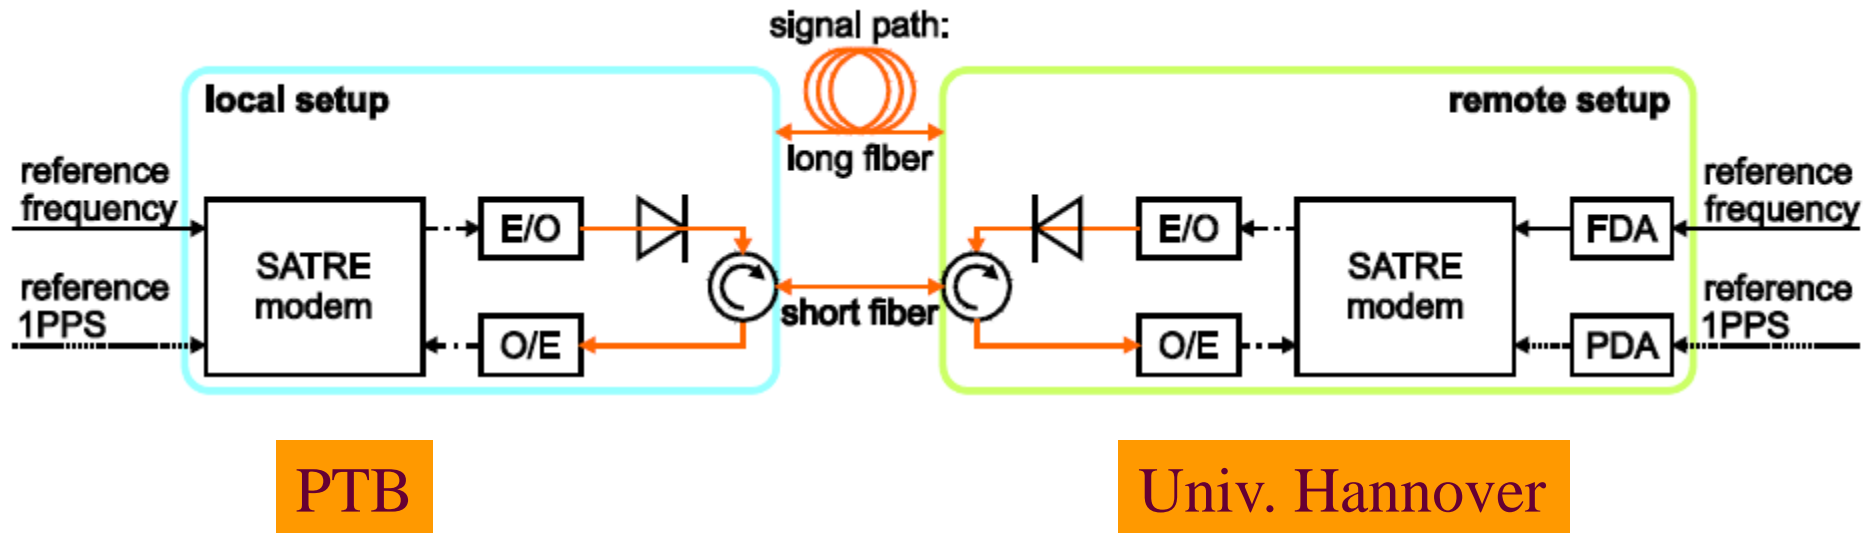 signal path:
long fiber
short fiber
local setup
reference
frequency
reference
1PPS
SATRE
modem
E/O
O/E
remote setup
E/O
O/E
SATRE
modem
FDA
PDA
reference
frequency
reference
1PPS
PTB
Univ. Hannover